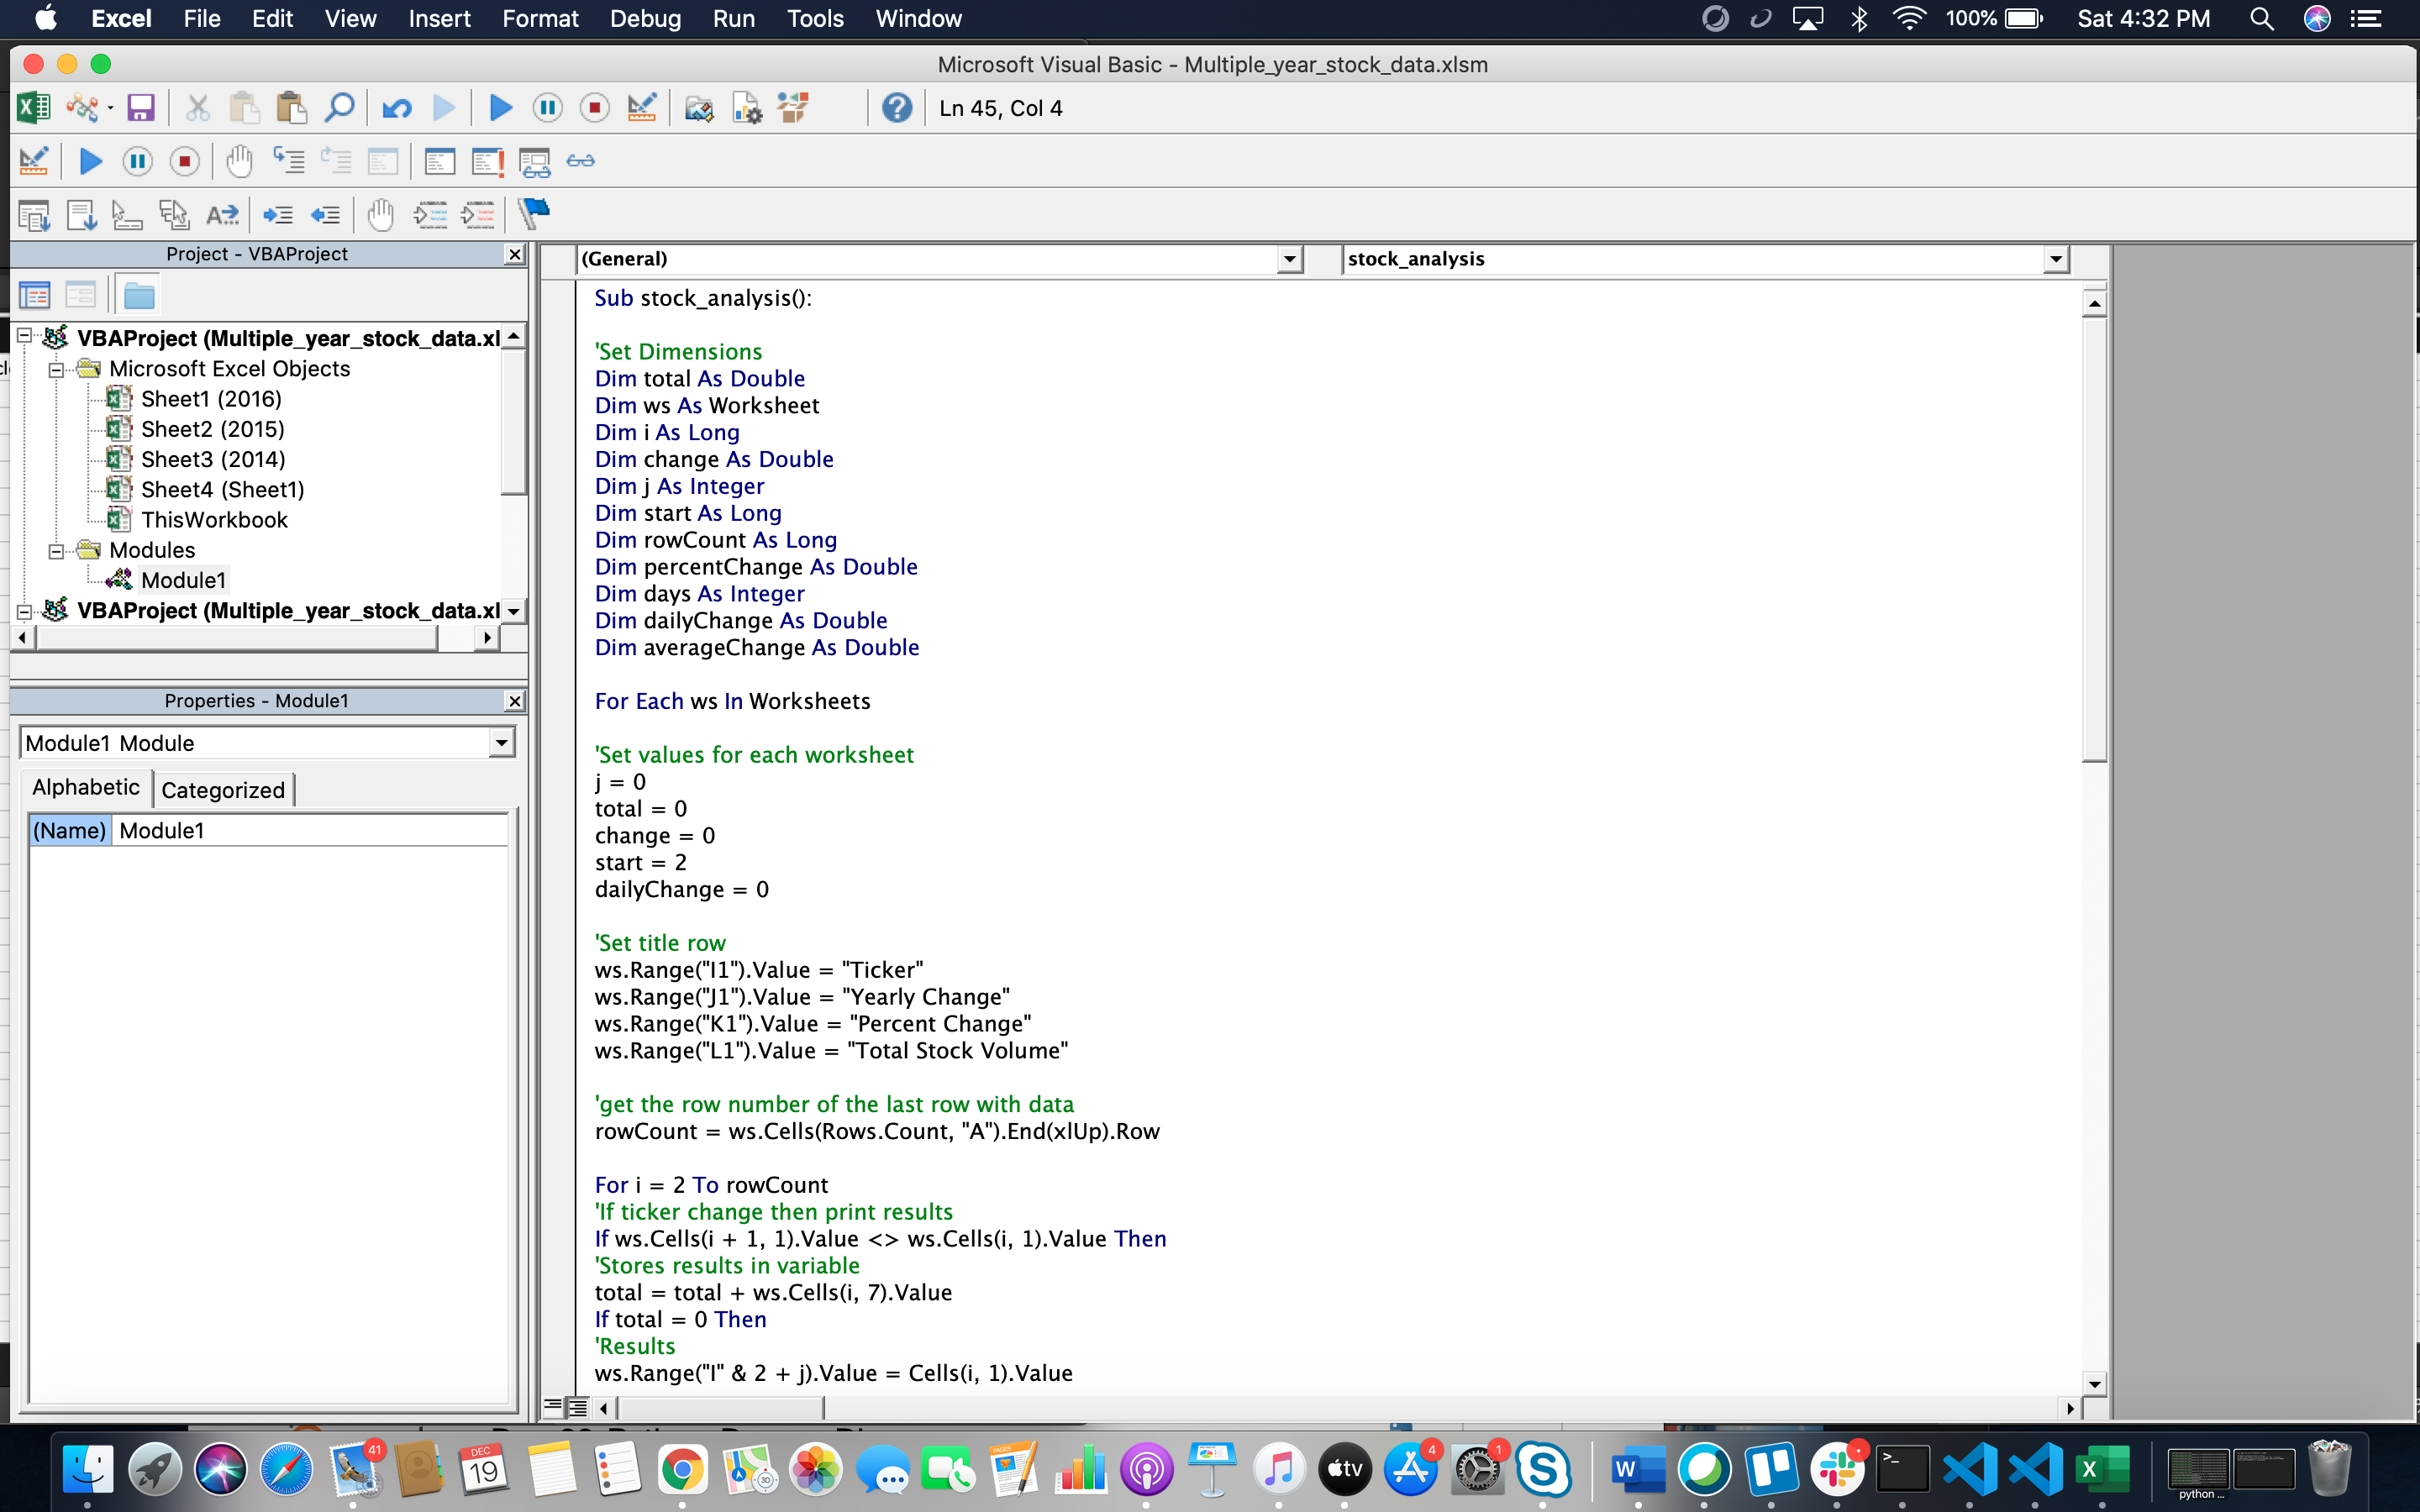 Excel File Edit View Insert Format Debug Run Tools Window 100% Sat 4:32 PM
Microsoft Visual Basic - Multiple_year_stock_data.xlsm
Ln 45, Col 4
Project - VBAProject
VBAProject (Multiple_year_stock_data.xl
Microsoft Excel Objects
Sheet1 (2016)
Sheet2 (2015)
Sheet3 (2014)
Sheet4 (Sheet1)
ThisWorkbook
Modules
Module1
VBAProject (Multiple_year_stock_data.xl
Properties - Module1
Module1 Module
Alphabetic Categorized
(Name) Module1
(General) stock_analysis
Sub stock_analysis():
'Set Dimensions
Dim total As Double
Dim ws As Worksheet
Dim i As Long
Dim change As Double
Dim j As Integer
Dim start As Long
Dim rowCount As Long
Dim percentChange As Double
Dim days As Integer
Dim dailyChange As Double
Dim averageChange As Double
For Each ws In Worksheets
'Set values for each worksheet
j = 0
total = 0
change = 0
start = 2
dailyChange = 0
'Set title row
ws.Range("I1").Value = "Ticker"
ws.Range("J1").Value = "Yearly Change"
ws.Range("K1").Value = "Percent Change"
ws.Range("L1").Value = "Total Stock Volume"
'get the row number of the last row with data
rowCount = ws.Cells(Rows.Count, "A").End(xlUp).Row
For i = 2 To rowCount
'If ticker change then print results
If ws.Cells(i + 1, 1).Value <> ws.Cells(i, 1).Value Then
'Stores results in variable
total = total + ws.Cells(i, 7).Value
If total = 0 Then
'Results
ws.Range("I" & 2 + j).Value = Cells(i, 1).Value
41
DEC
19
3D
PAGES
tv
4
1
S
W
>_
X
python ...